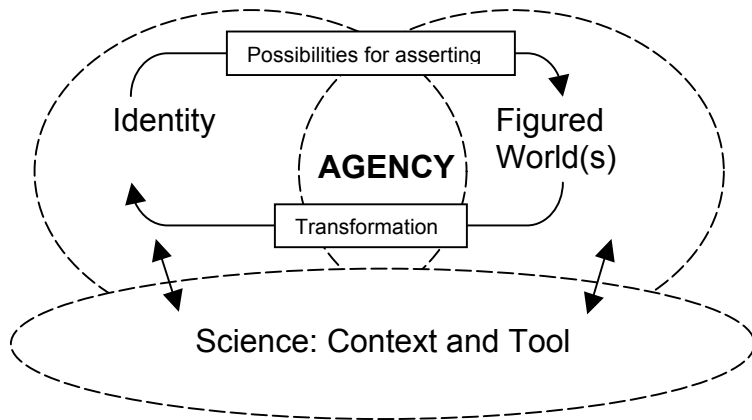 Possibilities for asserting
Identity
Figured
World(s)
AGENCY
Transformation
Science: Context and Tool